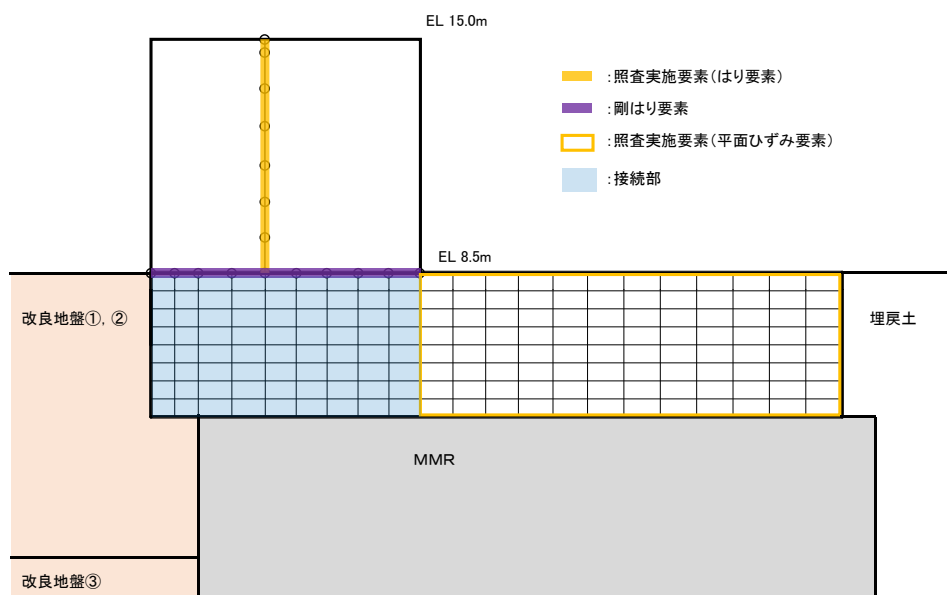 EL 15.0m
:照査実施要素(はり要素)
:剛はり要素
:照査実施要素(平面ひずみ要素)
:接続部
EL 8.5m
改良地盤①, ②
埋戻土
MMR
改良地盤③